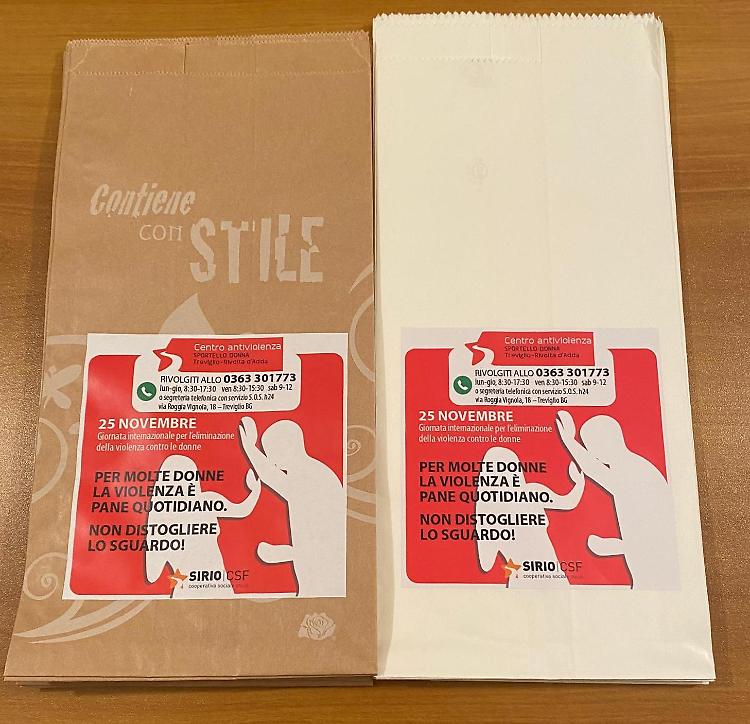 Contiene
CON
STILE
Centro antiviolenza
SPORTELLO DONNA
Treviglio-Rivolta d'Adda
RIVOLGITI ALLO 0363 301773
lun-gio, 8:30-17:30 ven 8:30-15:30 sab 9-12
o segreteria telefonica con servizio S.O.S. h24
via Roggia Vignola, 18 – Treviglio BG
25 NOVEMBRE
Giornata internazionale per l'eliminazione
della violenza contro le donne
PER MOLTE DONNE
LA VIOLENZA È
PANE QUOTIDIANO.
NON DISTOGLIERE
LO SGUARDO!
SIRIO|CSF
cooperativa sociale
Centro antiviolenza
SPORTELLO DONNA
Treviglio-Rivolta d'Adda
RIVOLGITI ALLO 0363 301773
lun-gio, 8:30-17:30 ven 8:30-15:30 sab 9-12
o segreteria telefonica con servizio S.O.S. h24
via Roggia Vignola, 18 – Treviglio BG
25 NOVEMBRE
Giornata internazionale per l'eliminazione
della violenza contro le donne
PER MOLTE DONNE
LA VIOLENZA È
PANE QUOTIDIANO.
NON DISTOGLIERE
LO SGUARDO!
SIRIO|CSF
cooperativa sociale